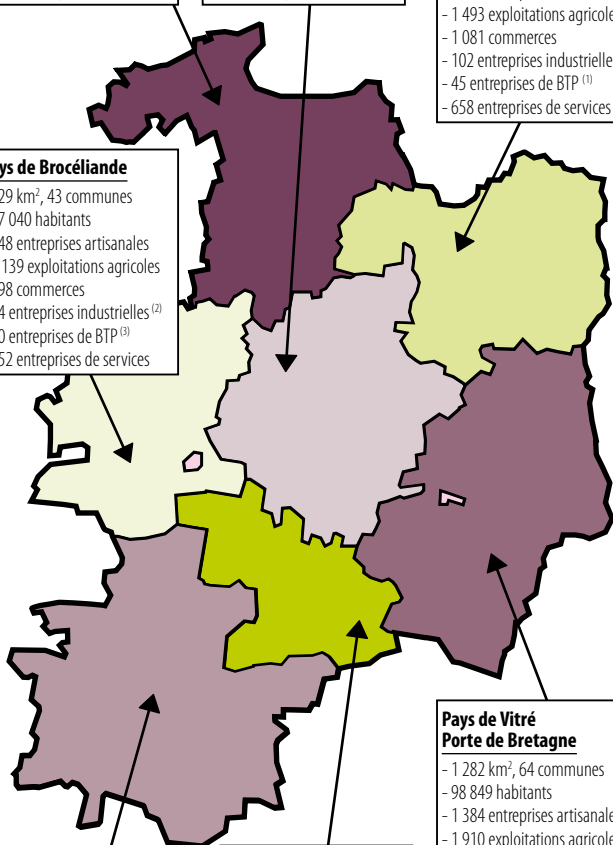 - 1 493 exploitations agricole
- 1 081 commerces
- 102 entreprises industrielle
- 45 entreprises de BTP (1)
- 658 entreprises de services
ys de Brocéliande
29 km², 43 communes
7 040 habitants
48 entreprises artisanales
139 exploitations agricoles
98 commerces
4 entreprises industrielles (2)
0 entreprises de BTP (3)
52 entreprises de services
Pays de Vitré
Porte de Bretagne
- 1 282 km², 64 communes
- 98 849 habitants
- 1 384 entreprises artisanale
- 1 910 exploitations agricole